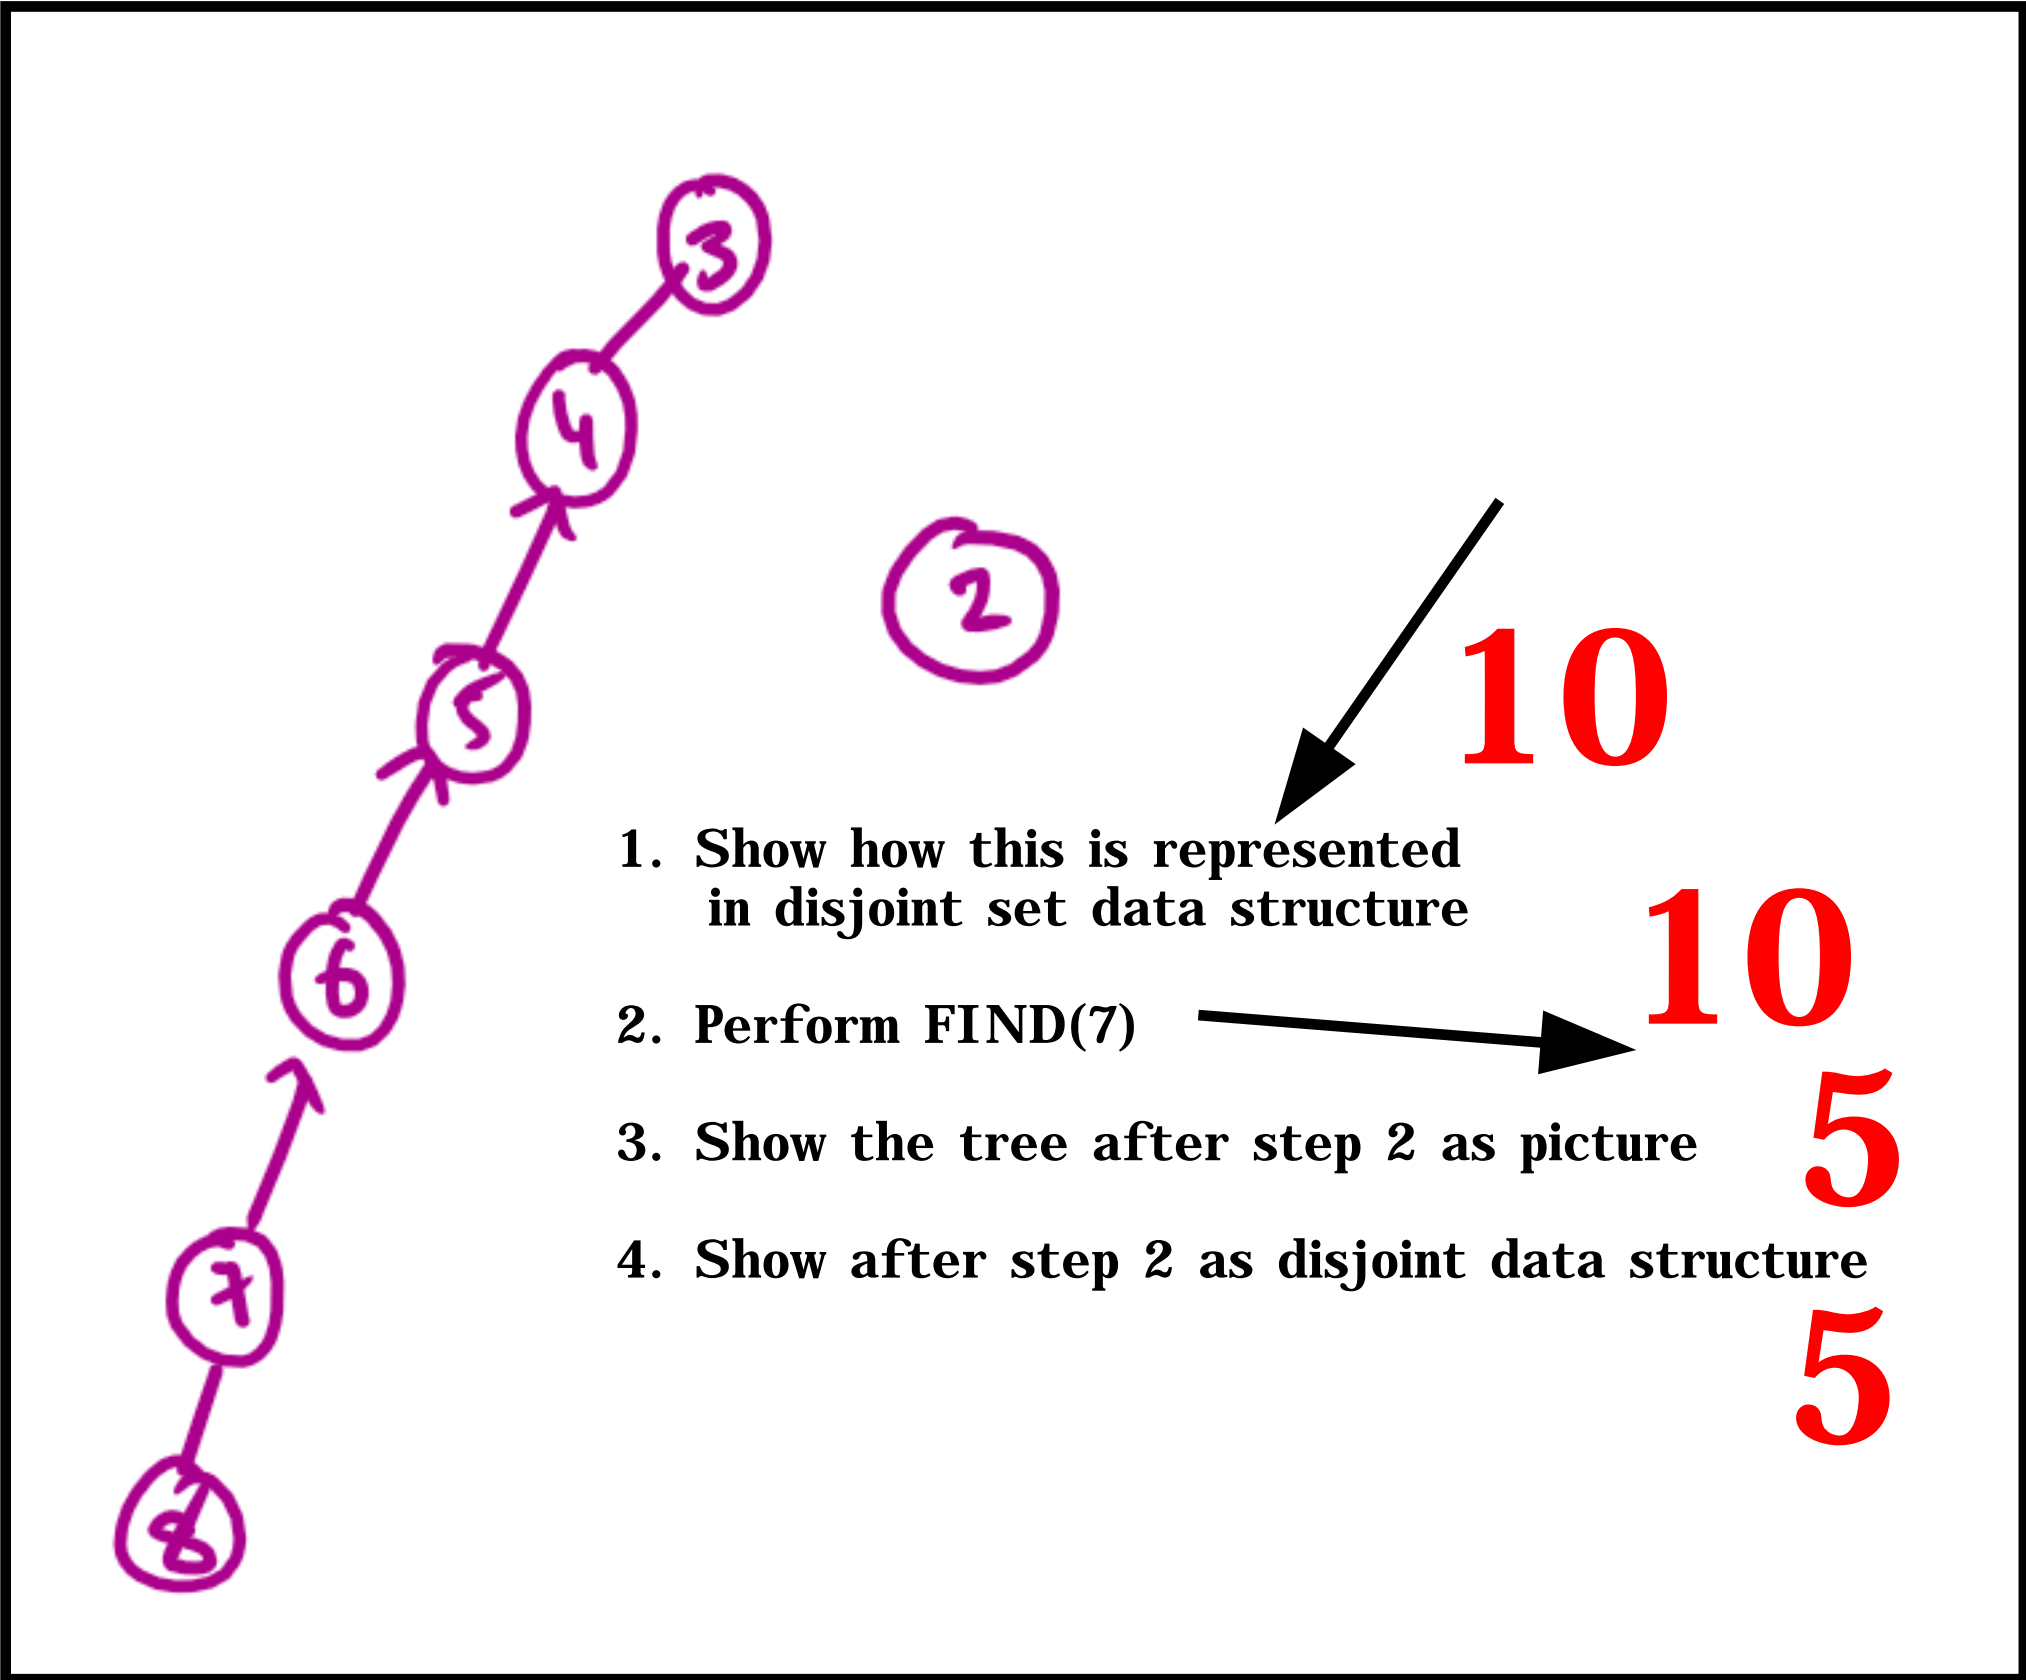 3
4
2
5
10
1. Show how this is represented
in disjoint set data structure
6
10
2. Perform FIND(7)
5
3. Show the tree after step 2 as picture
7
4. Show after step 2 as disjoint data structure
5
8